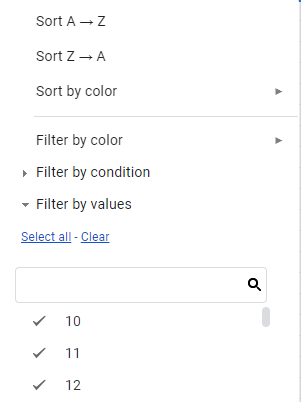 Sort A → Z
Sort Z → A
Sort by color
Filter by color
Filter by condition
Filter by values
Select all - Clear
10
11
12